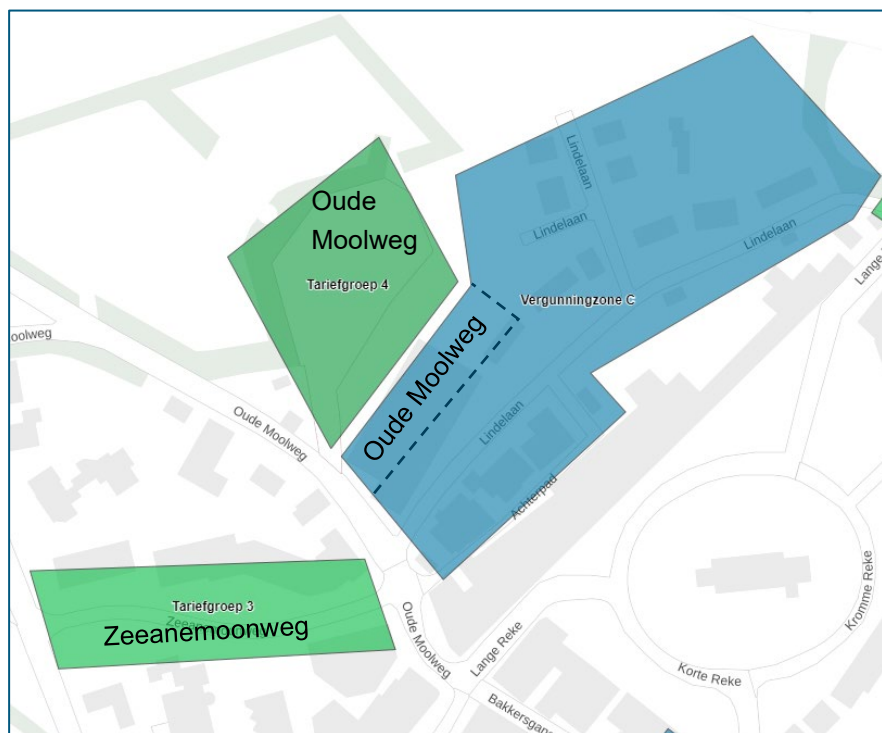 Oude
Moolweg
Tariefgroep 4
Lindelaan
Lindelaan
Lindelaan
Vergunningzone C
Oude Moolweg
Lange
oolweg
Oude Moolweg
Lindelaan
Achterpad
Tariefgroep 3
Zeeanemoonweg
Zeeanemoonweg
Oude Moolweg
Lange Reke
Korte Reke
Kromme Reke
Bakkersgang